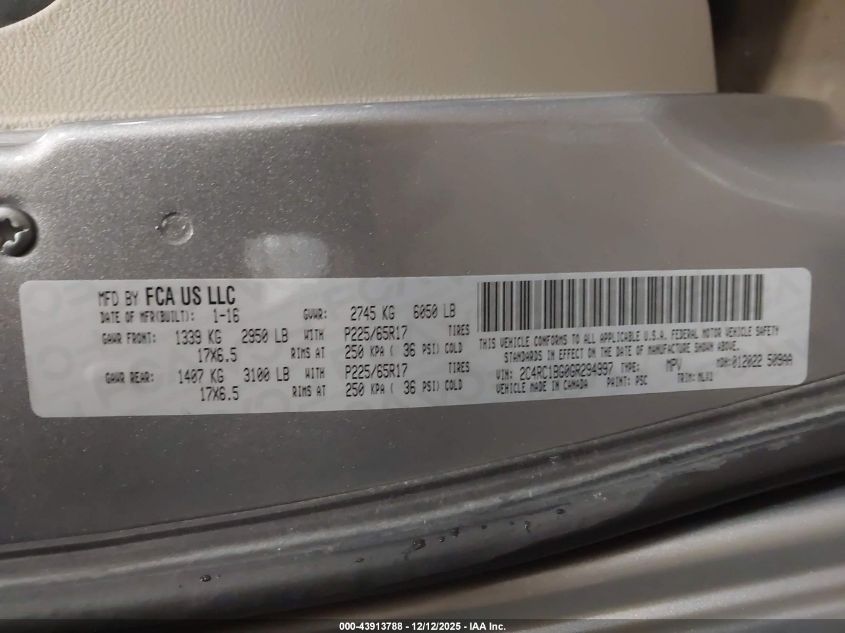 MFD BY FCA US LLC
DATE OF MFR(BUILT): 1-16 GVWR: 2745 KG 6050 LB
GAWR FRONT: 1339 KG 2950 LB WITH P225/65R17 TIRES
17X6.5 RIMS AT 250 KPA ( 36 PSI) COLD
GAWR REAR: 1407 KG 3100 LB WITH P225/65R17 TIRES
17X6.5 RIMS AT 250 KPA ( 36 PSI) COLD
THIS VEHICLE CONFORMS TO ALL APPLICABLE U.S.A. FEDERAL MOTOR VEHICLE SAFETY
STANDARDS IN EFFECT ON THE DATE OF MANUFACTURE SHOWN ABOVE.
VIN: 2C4RC1BG0GR294997 TYPE: MPV MDH:012022 509AA
VEHICLE MADE IN CANADA PAINT: PSC TRIM:
000-43913788 - 12/12/2025 - IAA Inc.